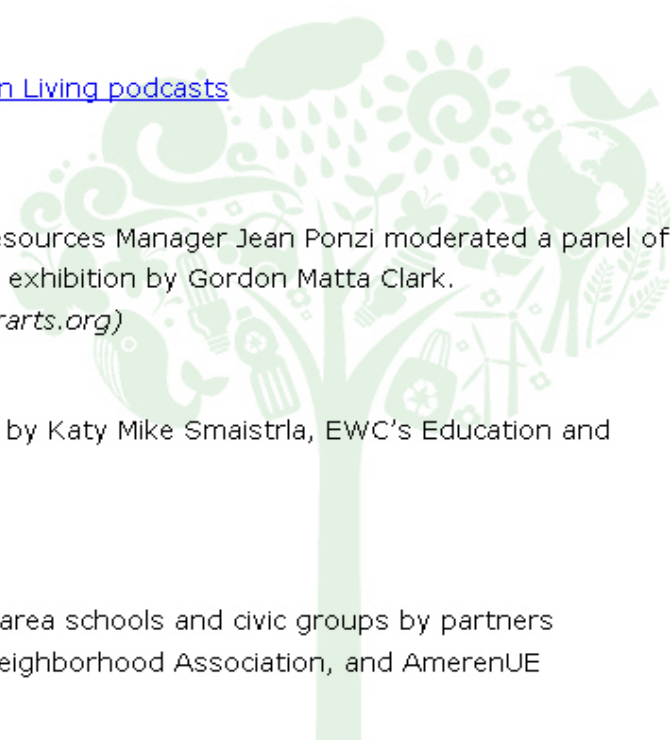 n Living podcasts
esources Manager Jean Ponzi moderated a panel of
exhibition by Gordon Matta Clark.
rarts.org)
by Katy Mike Smaistrla, EWC's Education and
area schools and civic groups by partners
eighborhood Association, and AmerenUE